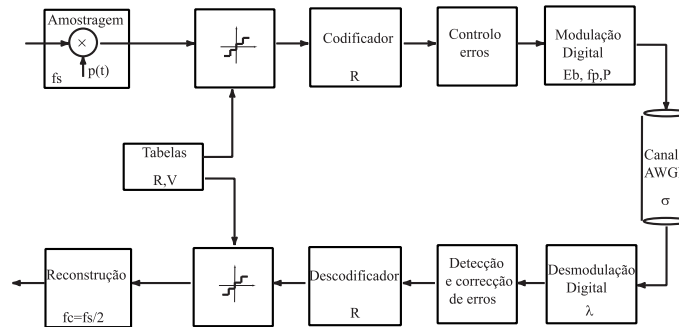 Amostragem
×
p(t)
fs
Codificador
R
Controlo
erros
Modulação
Digital
Eb, fp,P
Tabelas
R,V
Canal
AWG
σ
Reconstrução
fc=fs/2
Descodificador
R
Detecção
e correcção
de erros
Desmodulação
Digital
λ